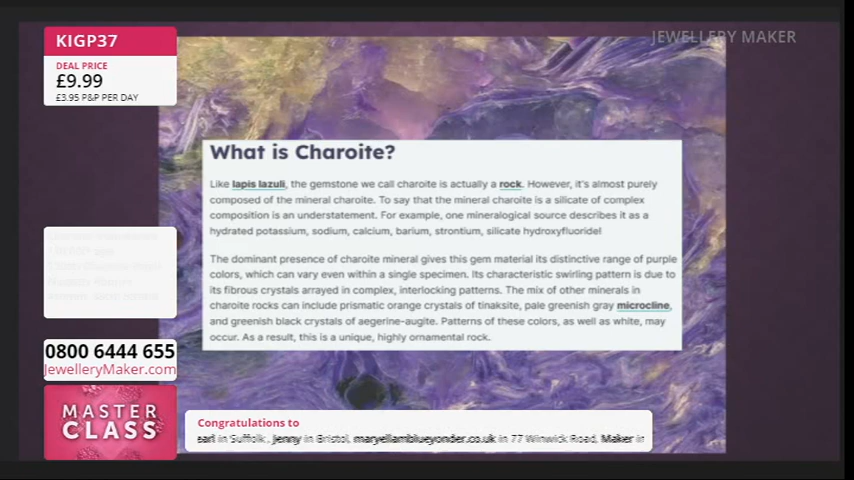 KIGP37
DEAL PRICE
£9.99
£3.95 P&P PER DAY
JEWELLERY MAKER
What is Charoite?
Like lapis lazuli, the gemstone we call charoite is actually a rock. However, it's almost purely
composed of the mineral charoite. To say that the mineral charoite is a silicate of complex
composition is an understatement. For example, one mineralogical source describes it as a
hydrated potassium, sodium, calcium, barium, strontium, silicate hydroxyfluoride!
The dominant presence of charoite mineral gives this gem material its distinctive range of purple
colors, which can vary even within a single specimen. Its characteristic swirling pattern is due to
its fibrous crystals arrayed in complex, interlocking patterns. The mix of other minerals in
charoite rocks can include prismatic orange crystals of tinaksite, pale greenish gray microcline,
and greenish black crystals of aegerine-augite. Patterns of these colors, as well as white, may
occur. As a result, this is a unique, highly ornamental rock.
0800 6444 655
JewelleryMaker.com
MASTER
CLASS
Congratulations to
earl in Suffolk, Jenny in Bristol, maryellamblueyonder.co.uk in 77 Winwick Road, Maker in